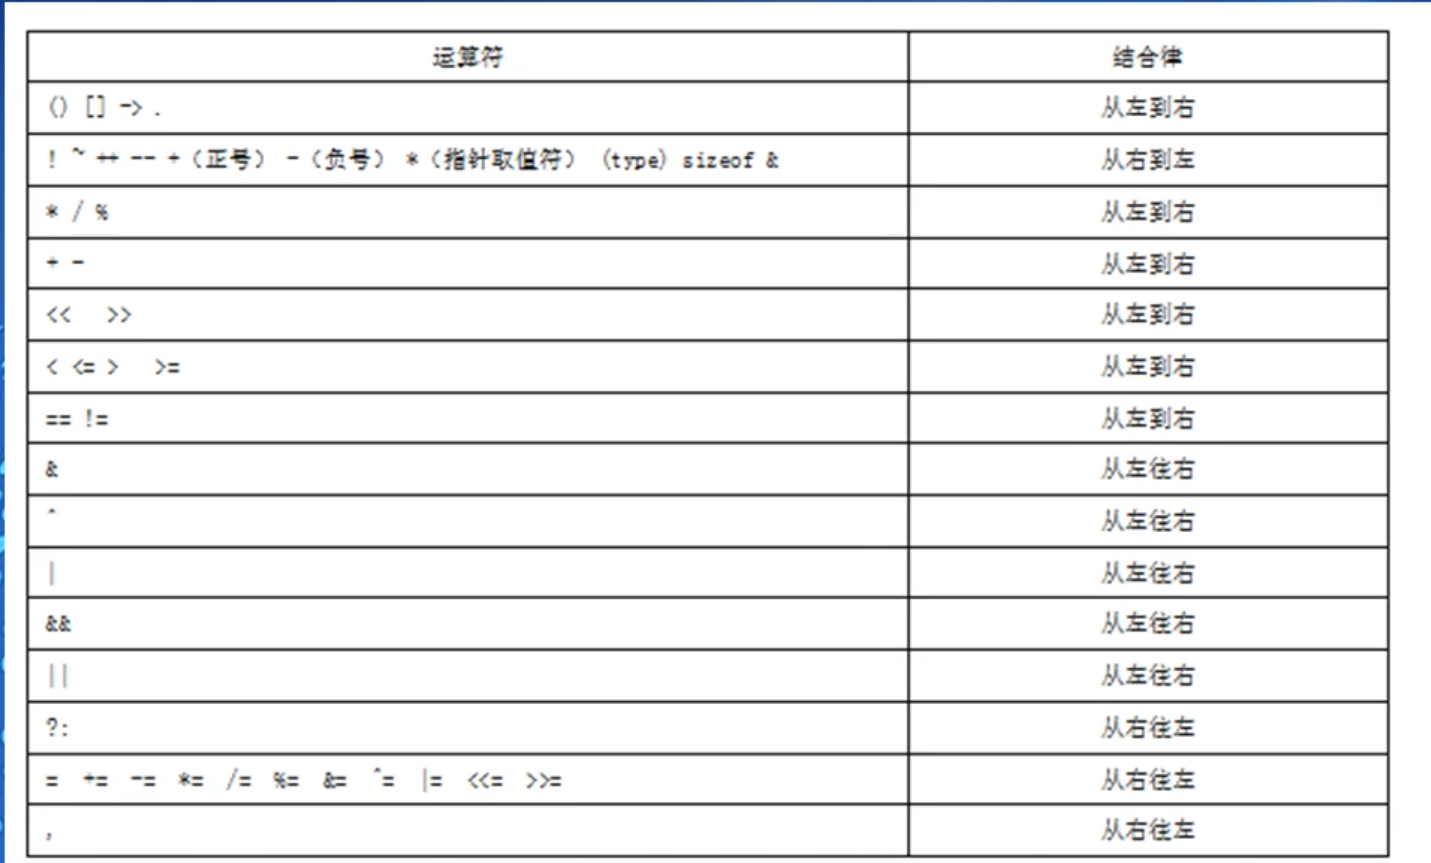 运算符 结合律
() [] -> . 从左到右
! ~ ++ -- +（正号） -（负号） *（指针取值符） (type) sizeof & 从右到左
* / % 从左到右
+ - 从左到右
<< >> 从左到右
< <= > >= 从左到右
== != 从左到右
& 从左往右
^ 从左往右
| 从左往右
&& 从左往右
|| 从左往右
?: 从右往左
= += -= *= /= %= &= ^= |= <<= >>= 从右往左
, 从右往左